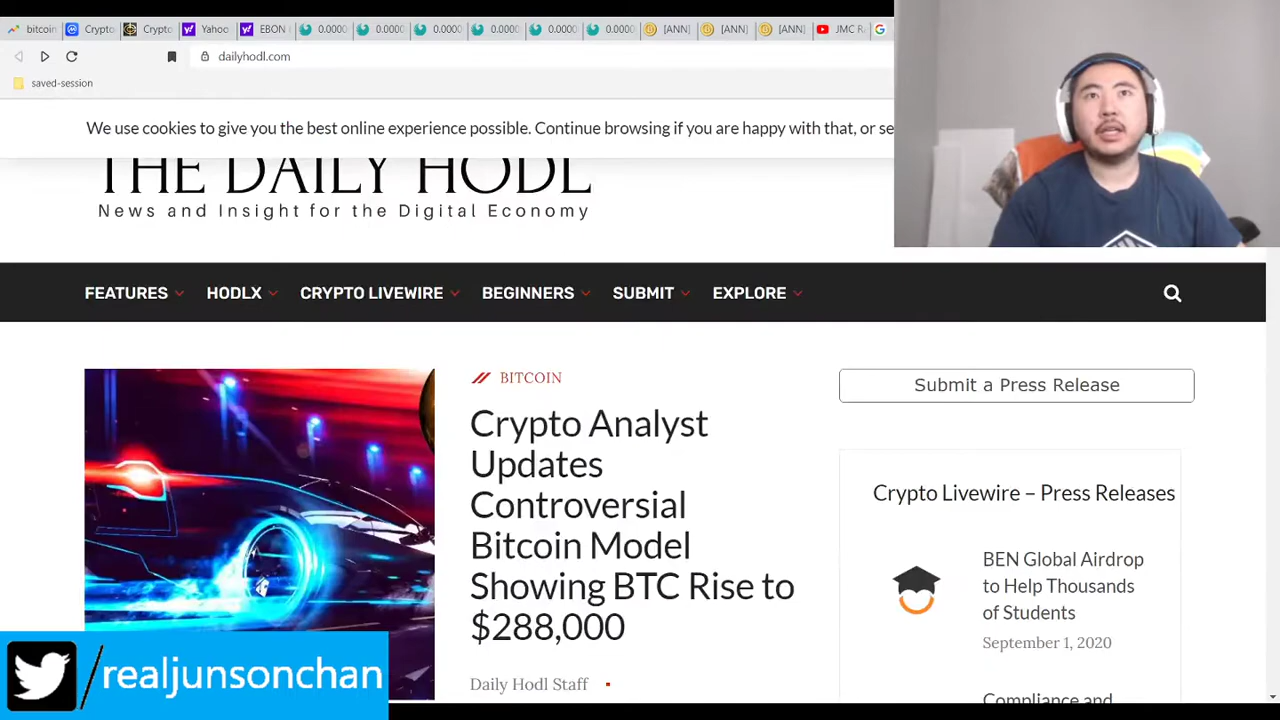 bitcoin
Crypto
Crypto
Yahoo
EBON
0.0000
0.0000
0.0000
0.0000
0.0000
0.0000
[ANN]
[ANN]
[ANN]
JMC R
dailyhodl.com
saved-session
We use cookies to give you the best online experience possible. Continue browsing if you are happy with that, or se
THE DAILY HODL
News and Insight for the Digital Economy
FEATURES HODLX CRYPTO LIVEWIRE BEGINNERS SUBMIT EXPLORE
BITCOIN
Crypto Analyst
Updates
Controversial
Bitcoin Model
Showing BTC Rise to
$288,000
Daily Hodl Staff
Submit a Press Release
Crypto Livewire – Press Releases
BEN Global Airdrop
to Help Thousands
of Students
September 1, 2020
Compliance and
realjunsonchan